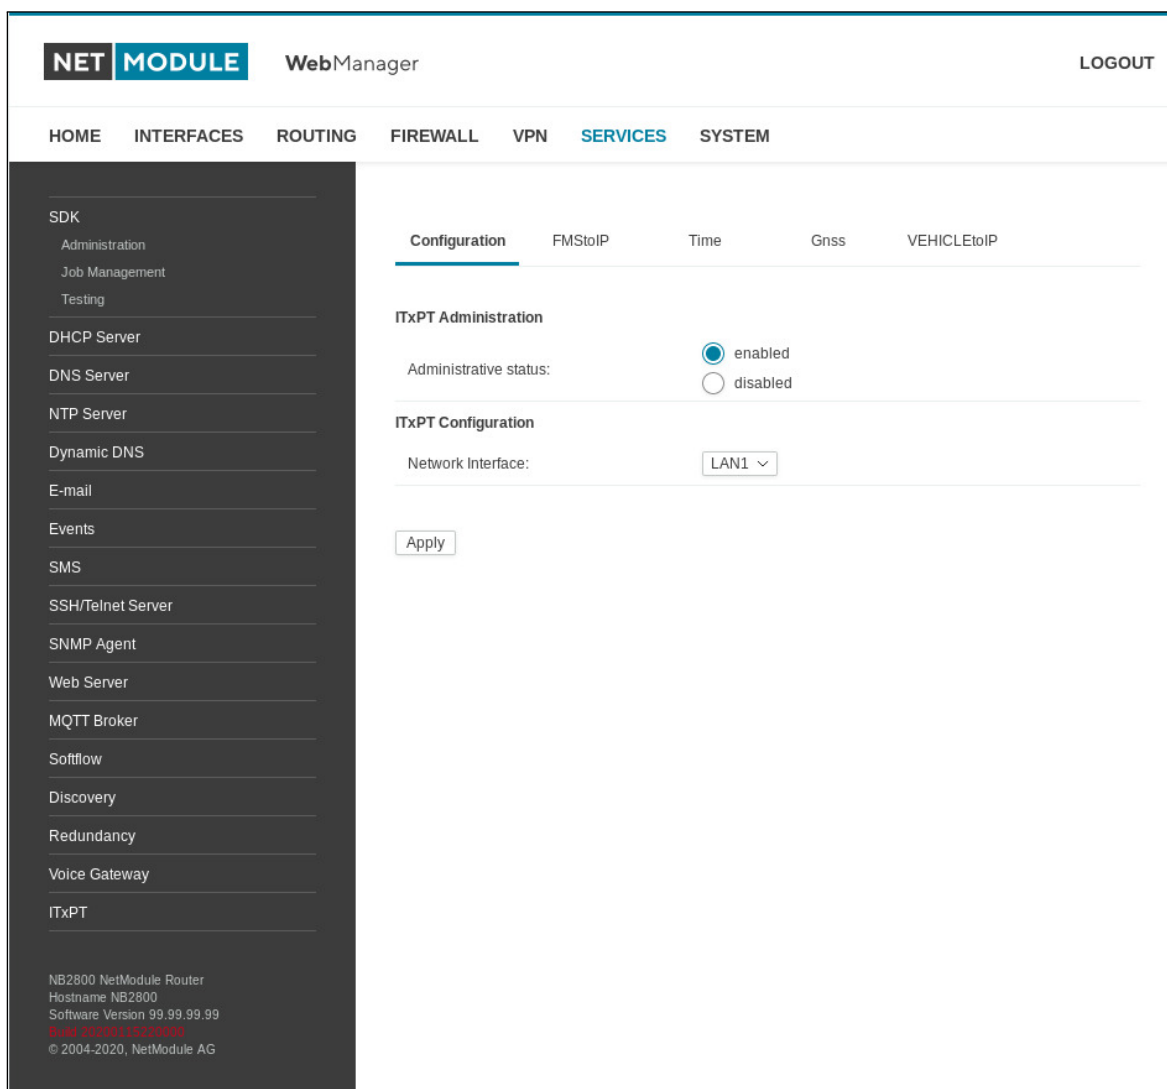 NET MODULE WebManager LOGOUT
HOME INTERFACES ROUTING FIREWALL VPN SERVICES SYSTEM
SDK
Administration
Job Management
Testing
DHCP Server
DNS Server
NTP Server
Dynamic DNS
E-mail
Events
SMS
SSH/Telnet Server
SNMP Agent
Web Server
MQTT Broker
Softflow
Discovery
Redundancy
Voice Gateway
ITxPT
NB2800 NetModule Router
Hostname NB2800
Software Version 99.99.99.99
Build
© 2004-2020, NetModule AG
Configuration FMStoIP Time Gnss VEHICLEtoIP
ITxPT Administration
Administrative status:
enabled
disabled
ITxPT Configuration
Network Interface: LAN1
Apply